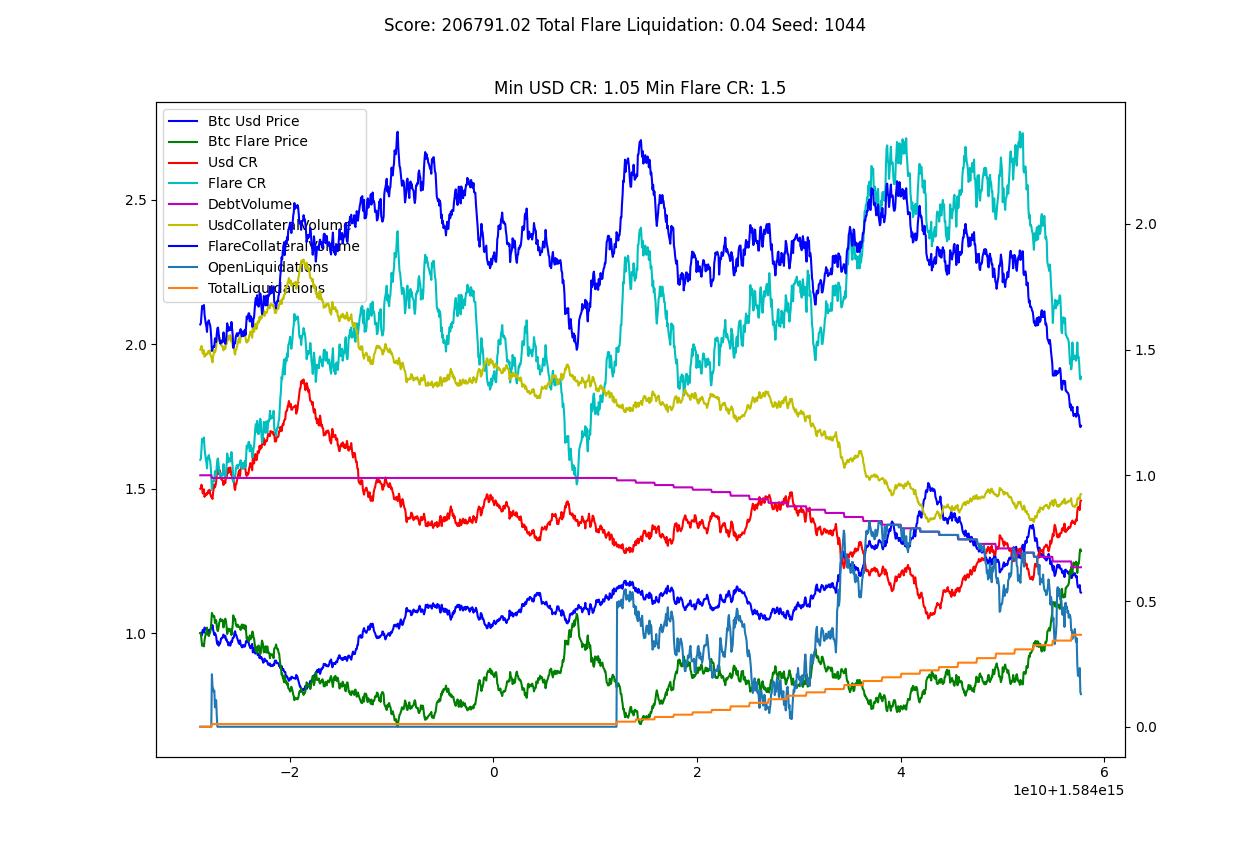 Score: 206791.02 Total Flare Liquidation: 0.04 Seed: 1044
Min USD CR: 1.05 Min Flare CR: 1.5
Btc Usd Price
Btc Flare Price
Usd CR
Flare CR
DebtVolume
UsdCollateralVolume
FlareCollateralVolume
OpenLiquidations
TotalLiquidations
2.5
2.0
1.5
1.0
2.0
1.5
1.0
0.5
0.0
−2
0
2
4
6
1e10+1.584e15